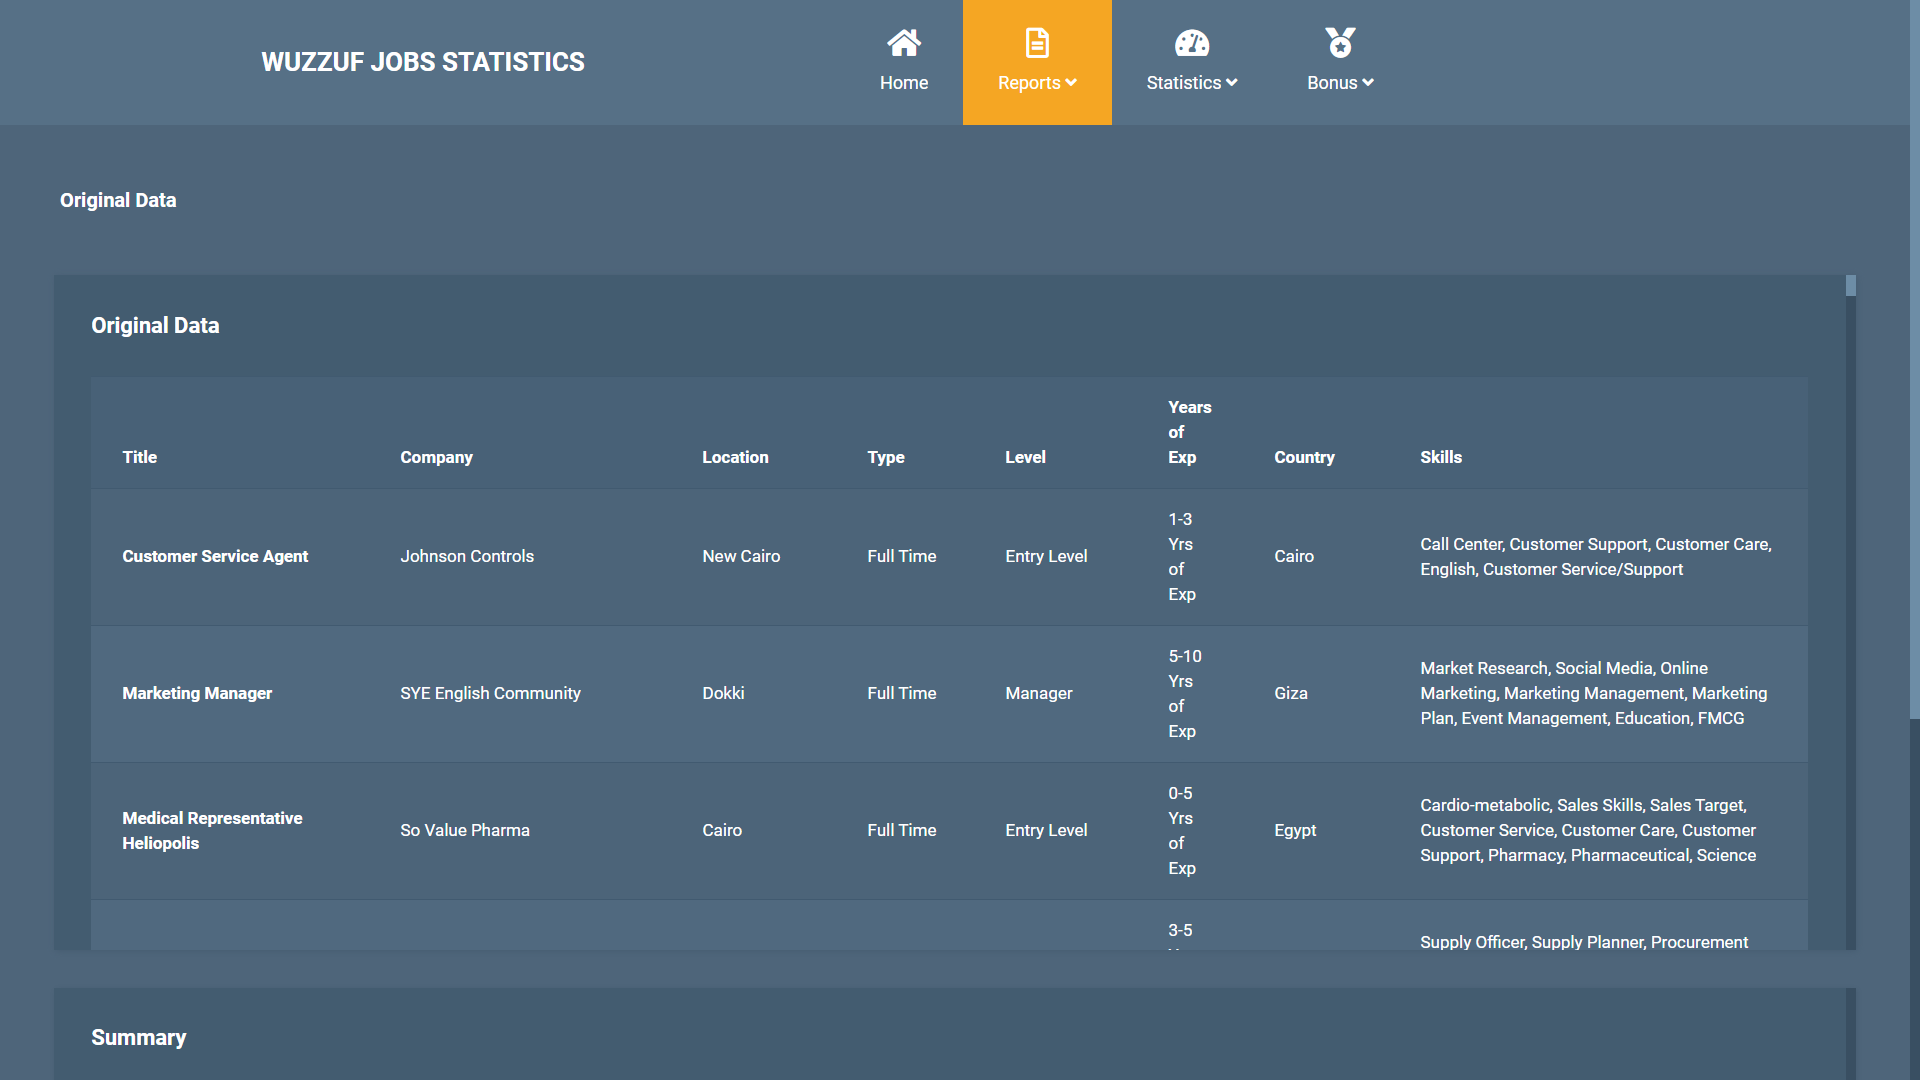 WUZZUF JOBS STATISTICS
Home
Reports
Statistics
Bonus
Original Data
Original Data
Title Company Location Type Level Years of Exp Country Skills
Customer Service Agent
Johnson Controls
New Cairo
Full Time
Entry Level
1-3
Yrs
of
Exp
Cairo
Call Center, Customer Support, Customer Care,
English, Customer Service/Support
Marketing Manager
SYE English Community
Dokki
Full Time
Manager
5-10
Yrs
of
Exp
Giza
Market Research, Social Media, Online
Marketing, Marketing Management, Marketing
Plan, Event Management, Education, FMCG
Medical Representative
Heliopolis
So Value Pharma
Cairo
Full Time
Entry Level
0-5
Yrs
of
Exp
Egypt
Cardio-metabolic, Sales Skills, Sales Target,
Customer Service, Customer Care, Customer
Support, Pharmacy, Pharmaceutical, Science
3-5
Supply Officer, Supply Planner, Procurement
Summary